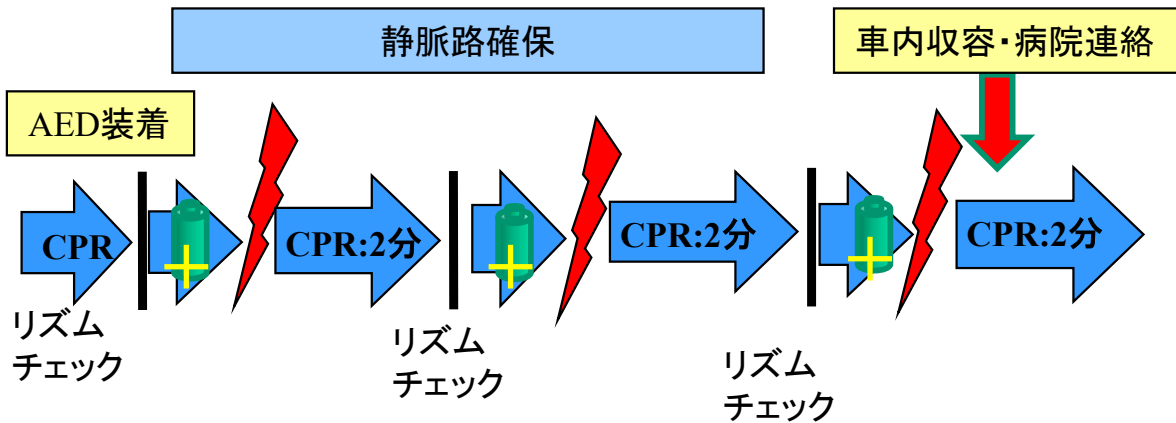 静脈路確保
車内収容・病院連絡
AED装着
CPR
CPR:2分
CPR:2分
CPR:2分
リズム
チェック
リズム
チェック
リズム
チェック